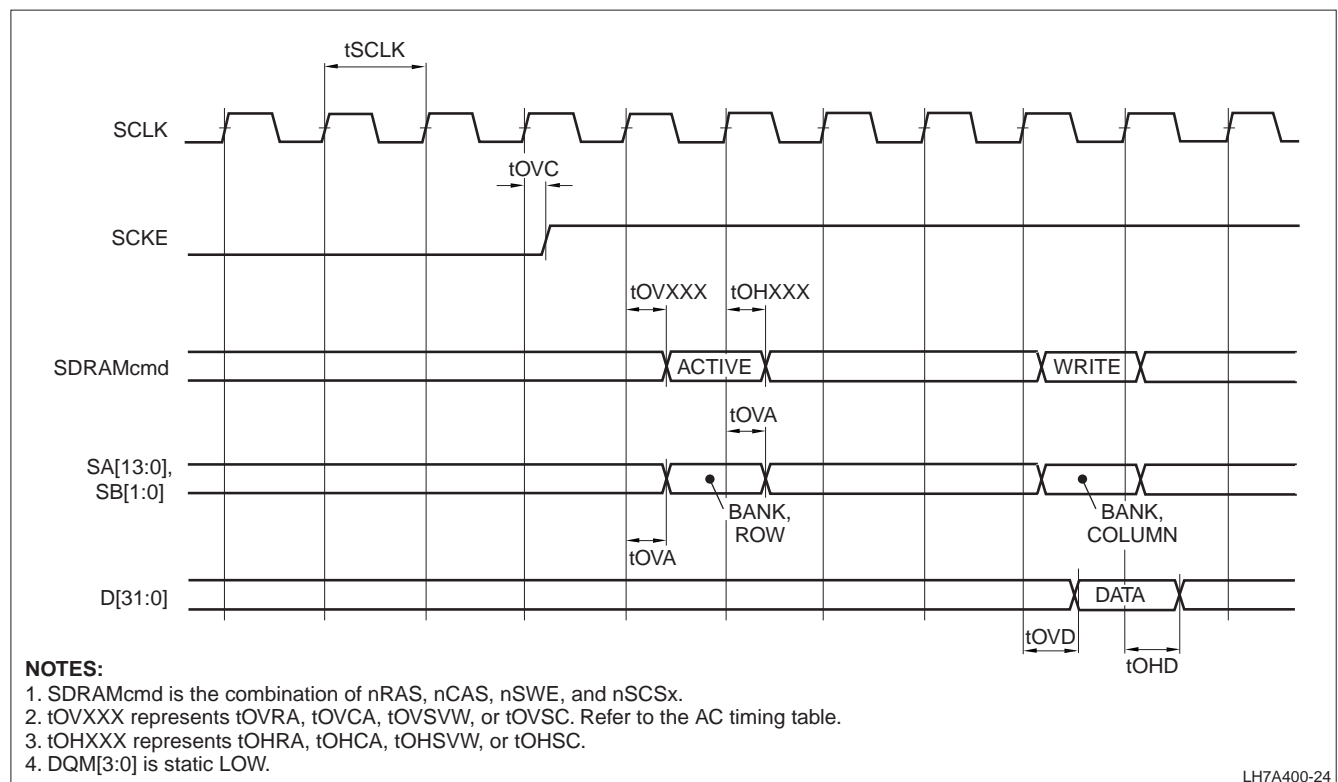 tSCLK
SCLK
tOVC
SCKE
tOVXXX tOHXXX
SDRAMcmd ACTIVE WRITE
tOVA
SA[13:0],
SB[1:0]
BANK,
ROW
BANK,
COLUMN
tOVA
D[31:0] DATA
tOVD
tOHD
NOTES:
1. SDRAMcmd is the combination of nRAS, nCAS, nSWE, and nSCSx.
2. tOVXXX represents tOVRA, tOVCA, tOVSVW, or tOVSC. Refer to the AC timing table.
3. tOHXXX represents tOHRA, tOHCA, tOHSVW, or tOHSC.
4. DQM[3:0] is static LOW.
LH7A400-24